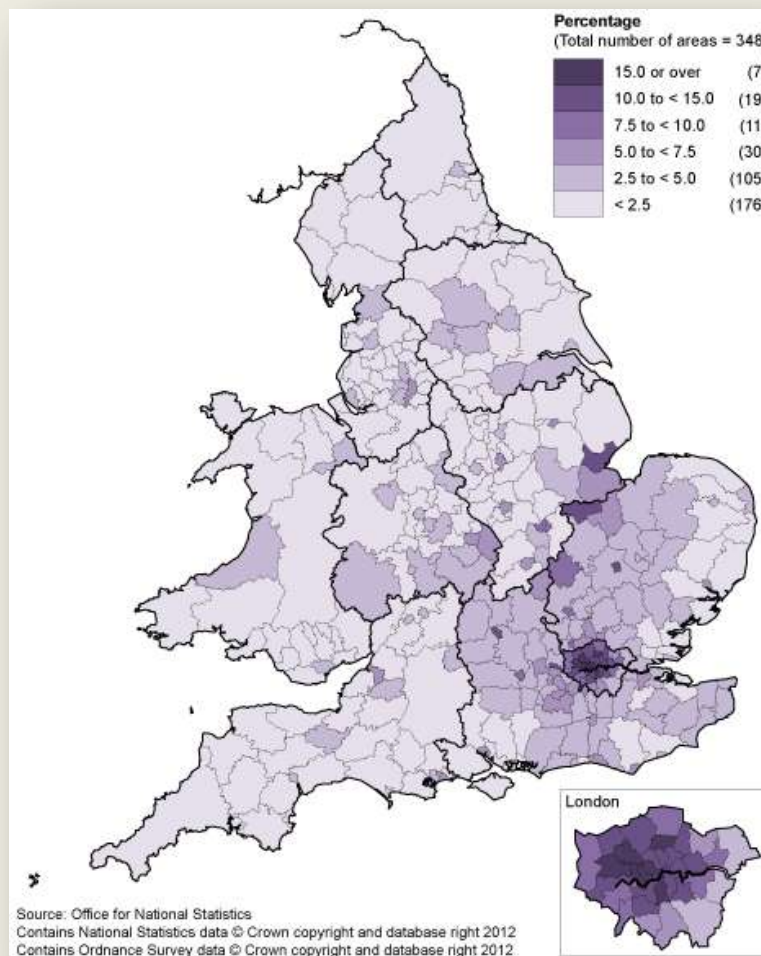 Percentage
(Total number of areas = 348
15.0 or over (7
10.0 to < 15.0 (19
7.5 to < 10.0 (11
5.0 to < 7.5 (30
2.5 to < 5.0 (105
< 2.5 (176
London
Source: Office for National Statistics
Contains National Statistics data © Crown copyright and database right 2012
Contains Ordnance Survey data © Crown copyright and database right 2012